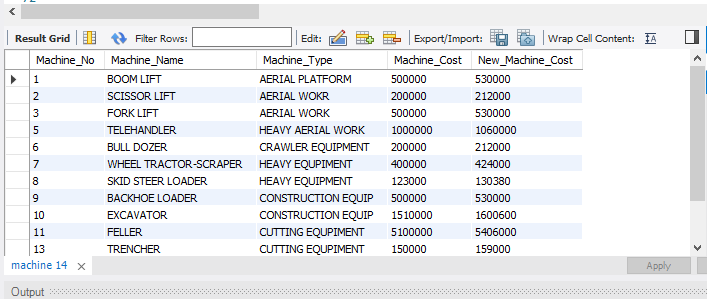 Result Grid Filter Rows: Edit: Export/Import: Wrap Cell Content: IA
Machine_No Machine_Name Machine_Type Machine_Cost New_Machine_Cost
1 BOOM LIFT AERIAL PLATFORM 500000 530000
2 SCISSOR LIFT AERIAL WOKR 200000 212000
3 FORK LIFT AERIAL WORK 500000 530000
5 TELEHANDLER HEAVY AERIAL WORK 1000000 1060000
6 BULL DOZER CRAWLER EQUIPMENT 200000 212000
7 WHEEL TRACTOR-SCRAPER HEAVY EQUPIMENT 400000 424000
8 SKID STEER LOADER HEAVY EQUIPMENT 123000 130380
9 BACKHOE LOADER CONSTRUCTION EQUIP 500000 530000
10 EXCAVATOR CONSTRUCTION EQUIP 1510000 1600600
11 FELLER CUTTING EQUPIMENT 5100000 5406000
13 TRENCHER CUTTING EQUPIMENT 150000 159000
machine 14 Apply
Output